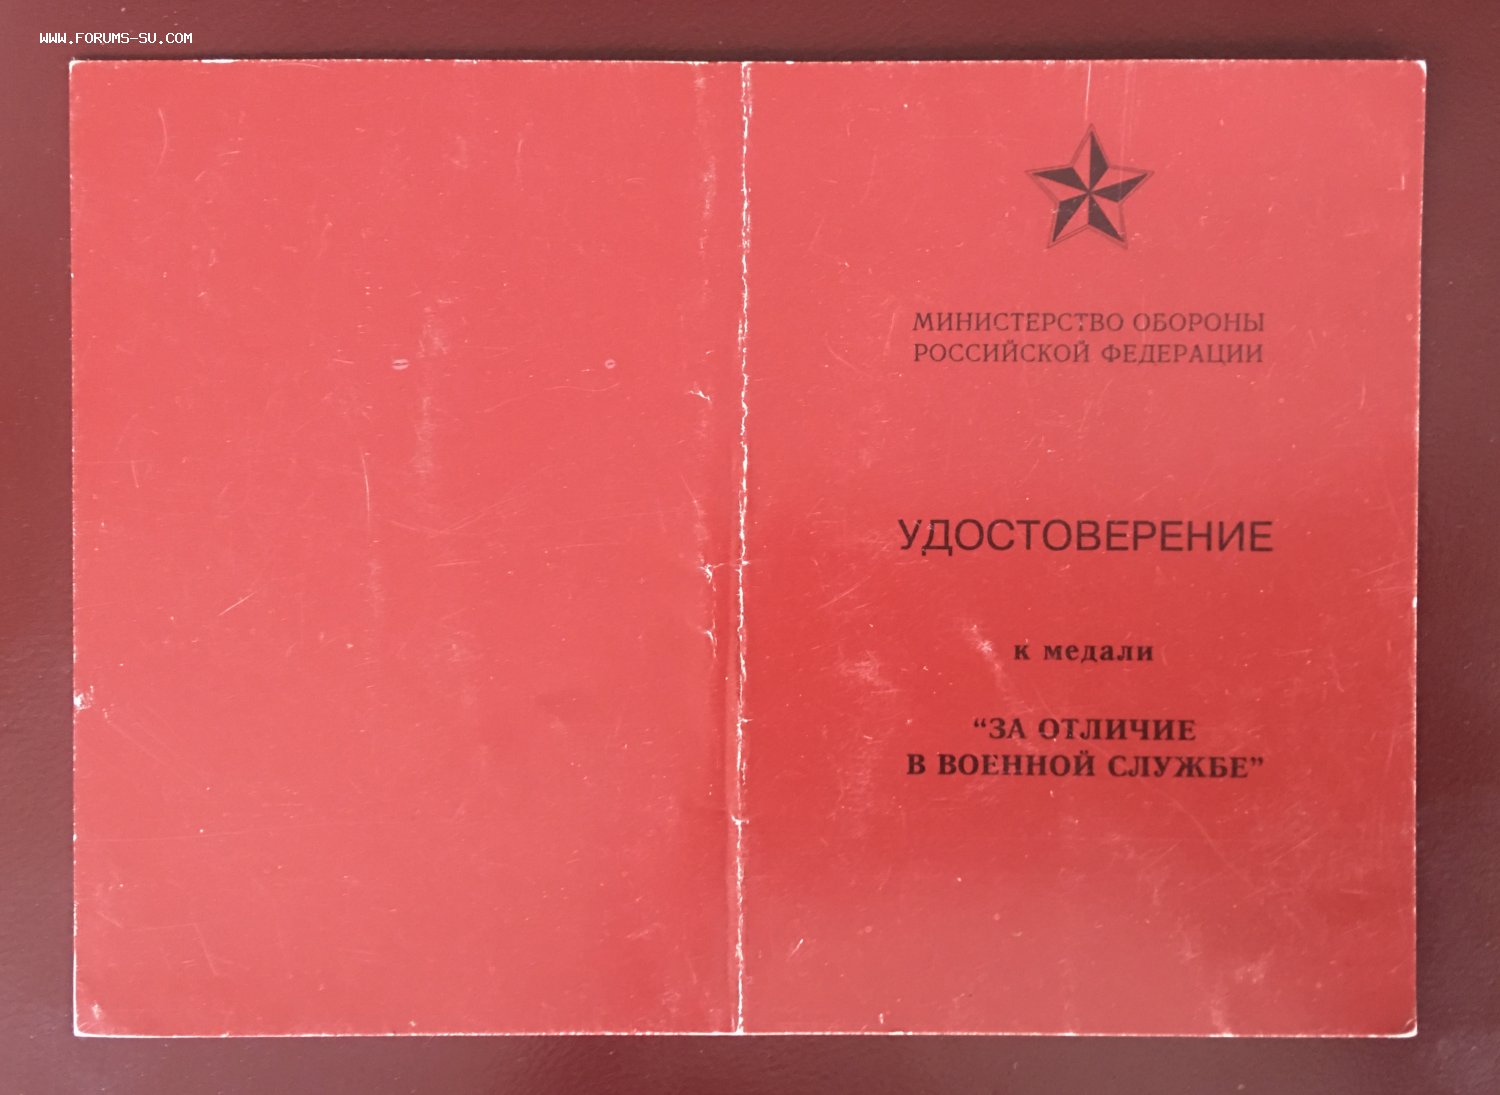 WWW.FORUMS-SU.COM
МИНИСТЕРСТВО ОБОРОНЫ
РОССИЙСКОЙ ФЕДЕРАЦИИ
УДОСТОВЕРЕНИЕ
к медали
“ЗА ОТЛИЧИЕ
В ВОЕННОЙ СЛУЖБЕ”